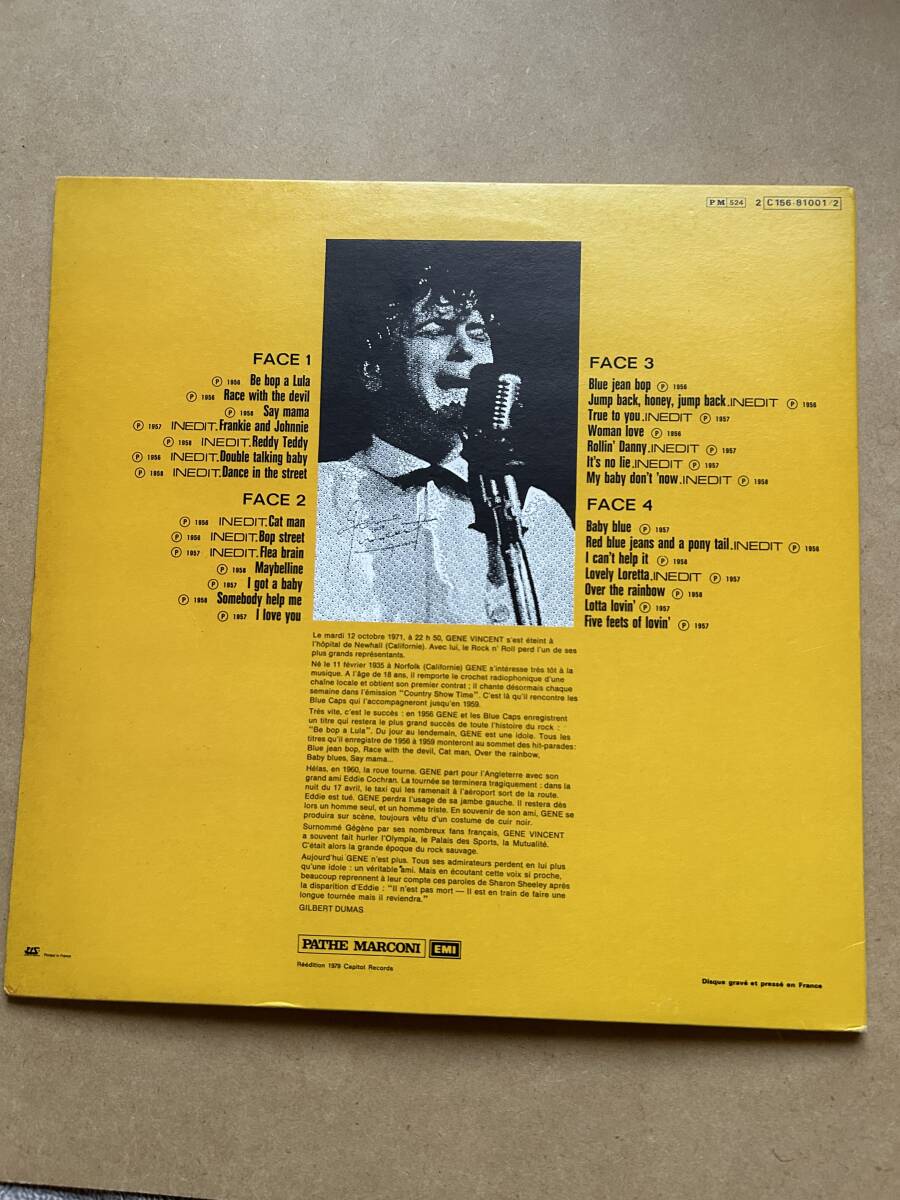 PM 524 2 C 156-81001/2
FACE 1
Ⓟ 1956 Be bop a Lula
Ⓟ 1956 Race with the devil
Ⓟ 1958 Say mama
Ⓟ 1957 INEDIT.Frankie and Johnnie
Ⓟ 1958 INEDIT.Reddy Teddy
Ⓟ 1956 INEDIT.Double talking baby
Ⓟ 1958 INEDIT.Dance in the street
FACE 2
Ⓟ 1956 INEDIT.Cat man
Ⓟ 1956 INEDIT.Bop street
Ⓟ 1957 INEDIT.Flea brain
Ⓟ 1958 Maybelline
Ⓟ 1957 I got a baby
Ⓟ 1958 Somebody help me
Ⓟ 1957 I love you
FACE 3
Blue jean bop Ⓟ 1956
Jump back, honey, jump back.INEDIT Ⓟ 1956
True to you.INEDIT Ⓟ 1957
Woman love Ⓟ 1956
Rollin' Danny.INEDIT Ⓟ 1957
It's no lie.INEDIT Ⓟ 1957
My baby don't 'now.INEDIT Ⓟ 1958
FACE 4
Baby blue Ⓟ 1957
Red blue jeans and a pony tail.INEDIT Ⓟ 1956
I can't help it Ⓟ 1958
Lovely Loretta.INEDIT Ⓟ 1957
Over the rainbow Ⓟ 1958
Lotta lovin' Ⓟ 1957
Five feets of lovin' Ⓟ 1957
Le mardi 12 octobre 1971, à 22 h 50, GENE VINCENT s'est éteint à
l'hôpital de Newhall (Californie). Avec lui, le Rock n' Roll perd l'un de ses
plus grands représentants.
Né le 11 février 1935 à Norfolk (Californie) GENE s'intéresse très tôt à la
musique. A l'âge de 18 ans, il remporte le crochet radiophonique d'une
chaîne locale et obtient son premier contrat ; il chante désormais chaque
semaine dans l'émission "Country Show Time". C'est là qu'il rencontre les
Blue Caps qui l'accompagneront jusqu'en 1959.
Très vite, c'est le succès : en 1956 GENE et les Blue Caps enregistrent
un titre qui restera le plus grand succès de toute l'histoire du rock :
"Be bop a Lula". Du jour au lendemain, GENE est une idole. Tous les
titres qu'il enregistre de 1956 à 1959 monteront au sommet des hit-parades:
Blue jean bop, Race with the devil, Cat man, Over the rainbow,
Baby blues, Say mama...
Hélas, en 1960, la roue tourne. GENE part pour l'Angleterre avec son
grand ami Eddie Cochran. La tournée se terminera tragiquement : dans la
nuit du 17 avril, le taxi qui les ramenait à l'aéroport sort de la route.
Eddie est tué. GENE perdra l'usage de sa jambe gauche. Il restera dès
lors un homme seul, et un homme triste. En souvenir de son ami, GENE se
produira sur scène, toujours vêtu d'un costume de cuir noir.
Surnommé Gégène par ses nombreux fans français, GENE VINCENT
a souvent fait hurler l'Olympia, le Palais des Sports, la Mutualité.
C'était alors la grande époque du rock sauvage.
Aujourd'hui GENE n'est plus. Tous ses admirateurs perdent en lui plus
qu'une idole : un véritable ami. Mais en écoutant cette voix si proche,
beaucoup reprennent à leur compte ces paroles de Sharon Sheeley après
la disparition d'Eddie : "Il n'est pas mort — Il est en train de faire une
longue tournée mais il reviendra."
GILBERT DUMAS
PATHE MARCONI EMI
Réédition 1979 Capitol Records
Printed in France
Disque gravé et pressé en France